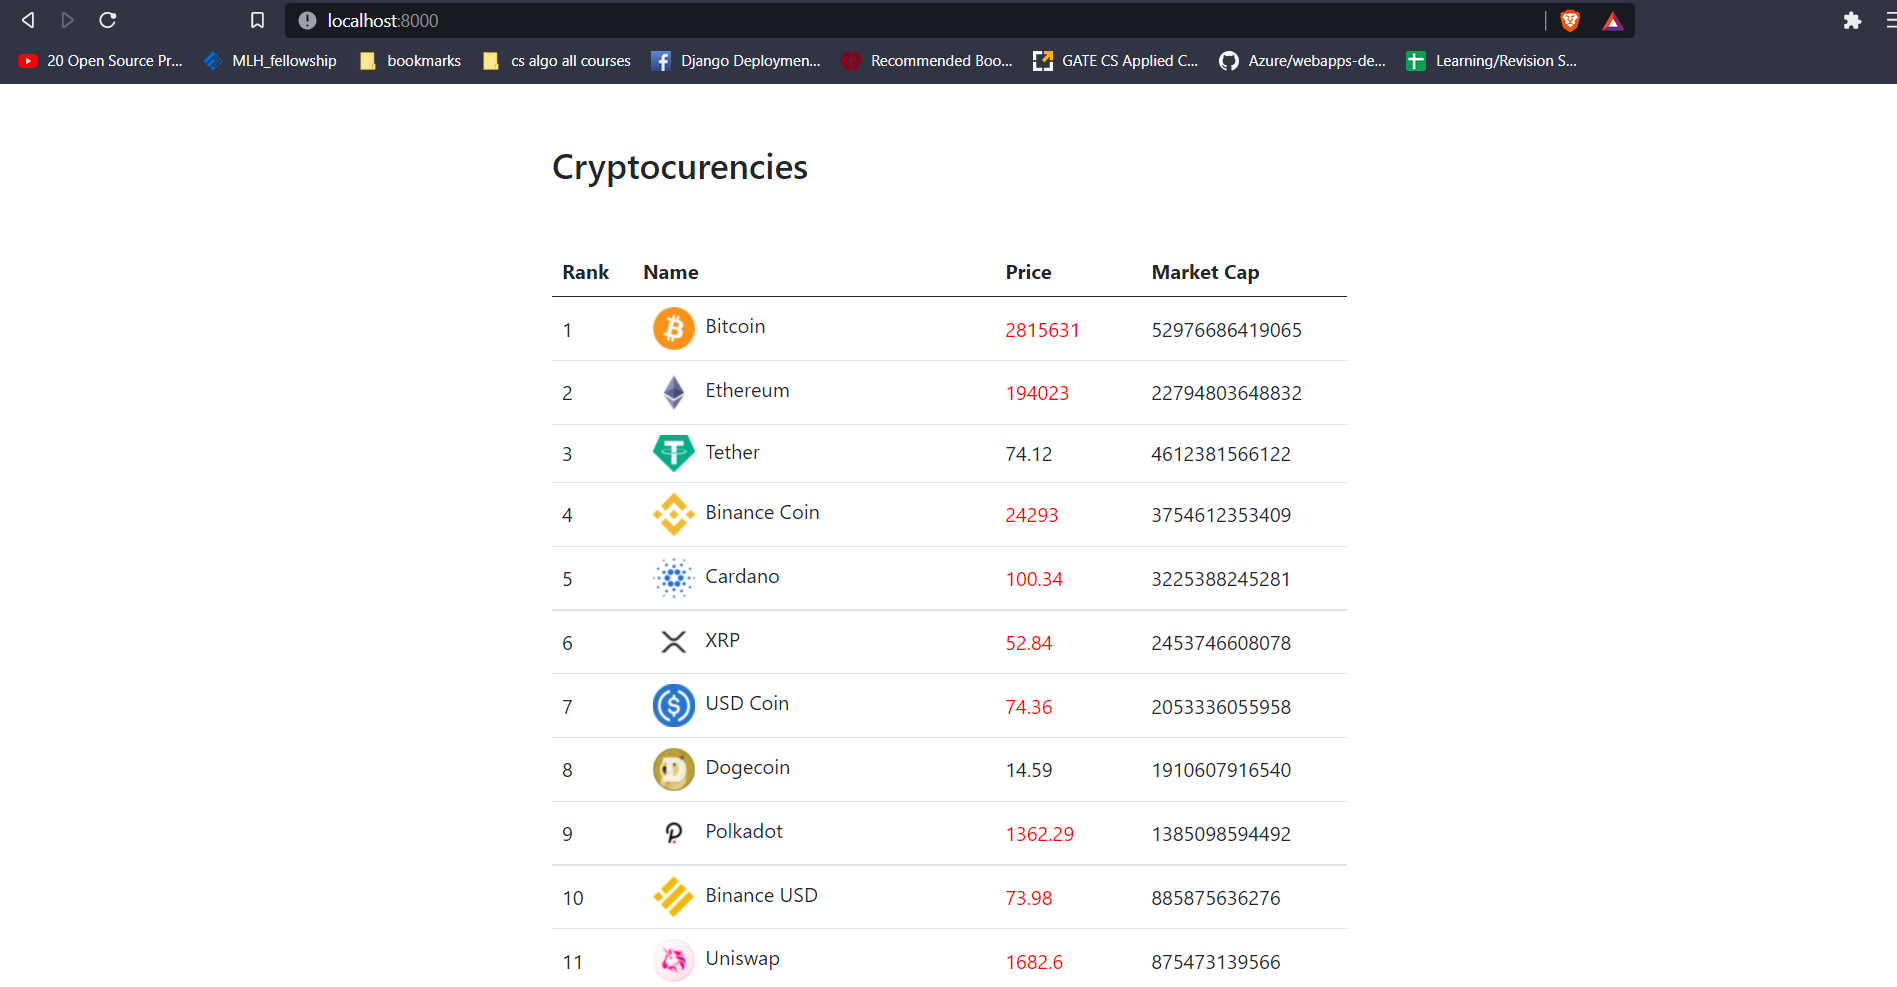 localhost:8000
20 Open Source Pr... MLH_fellowship bookmarks cs algo all courses Django Deploymen... Recommended Boo... GATE CS Applied C... Azure/webapps-de... Learning/Revision S...
Cryptocurencies
Rank Name Price Market Cap
1 Bitcoin 2815631 52976686419065
2 Ethereum 194023 22794803648832
3 Tether 74.12 4612381566122
4 Binance Coin 24293 3754612353409
5 Cardano 100.34 3225388245281
6 XRP 52.84 2453746608078
7 USD Coin 74.36 2053336055958
8 Dogecoin 14.59 1910607916540
9 Polkadot 1362.29 1385098594492
10 Binance USD 73.98 885875636276
11 Uniswap 1682.6 875473139566